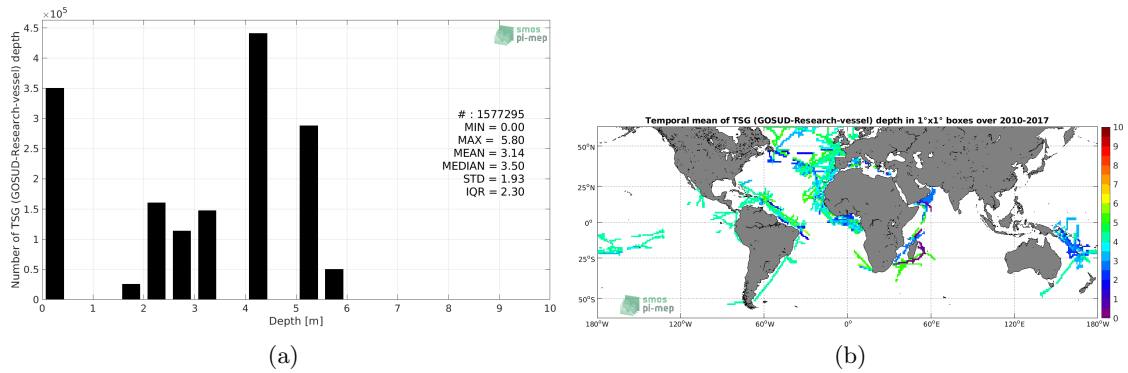 ×10⁵
4.5
4
3.5
3
2.5
2
1.5
1
0.5
0
Number of TSG (GOSUD-Research-vessel) depth
smos
pi-mep
# : 1577295
MIN = 0.00
MAX = 5.80
MEAN = 3.14
MEDIAN = 3.50
STD = 1.93
IQR = 2.30
0 1 2 3 4 5 6 7 8 9 10
Depth [m]
(a)
Temporal mean of TSG (GOSUD-Research-vessel) depth in 1°x1° boxes over 2010-2017
50°N
25°N
0°
25°S
50°S
smos
pi-mep
180°W 120°W 60°W 0° 60°E 120°E 180°W
10
9
8
7
6
5
4
3
2
1
0
(b)